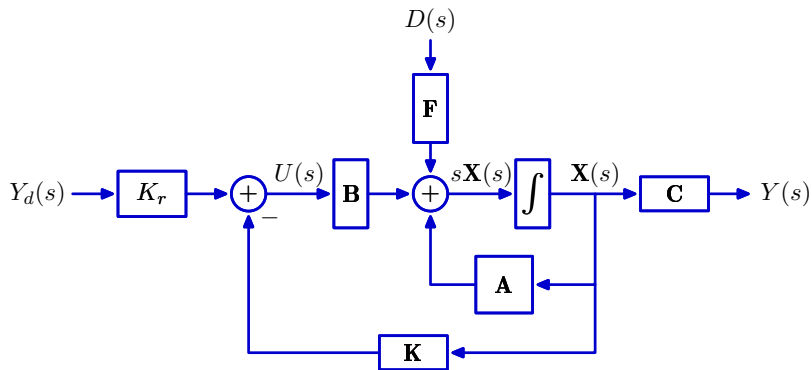 D(s)
F
Y_d(s) K_r + U(s) B + sX(s) ∫ X(s) C Y(s)
−
A
K